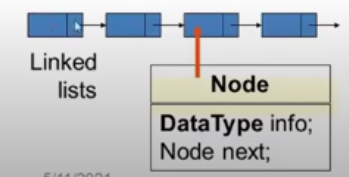 Linked
lists
Node
DataType info;
Node next;